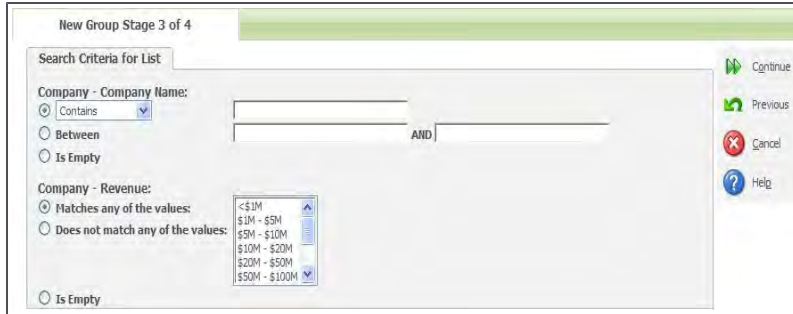 New Group Stage 3 of 4
Search Criteria for List
Company - Company Name:
Contains
Between AND
Is Empty
Company - Revenue:
Matches any of the values:
Does not match any of the values:
<$1M
$1M - $5M
$5M - $10M
$10M - $20M
$20M - $50M
$50M - $100M
Is Empty
Continue
Previous
Cancel
Help